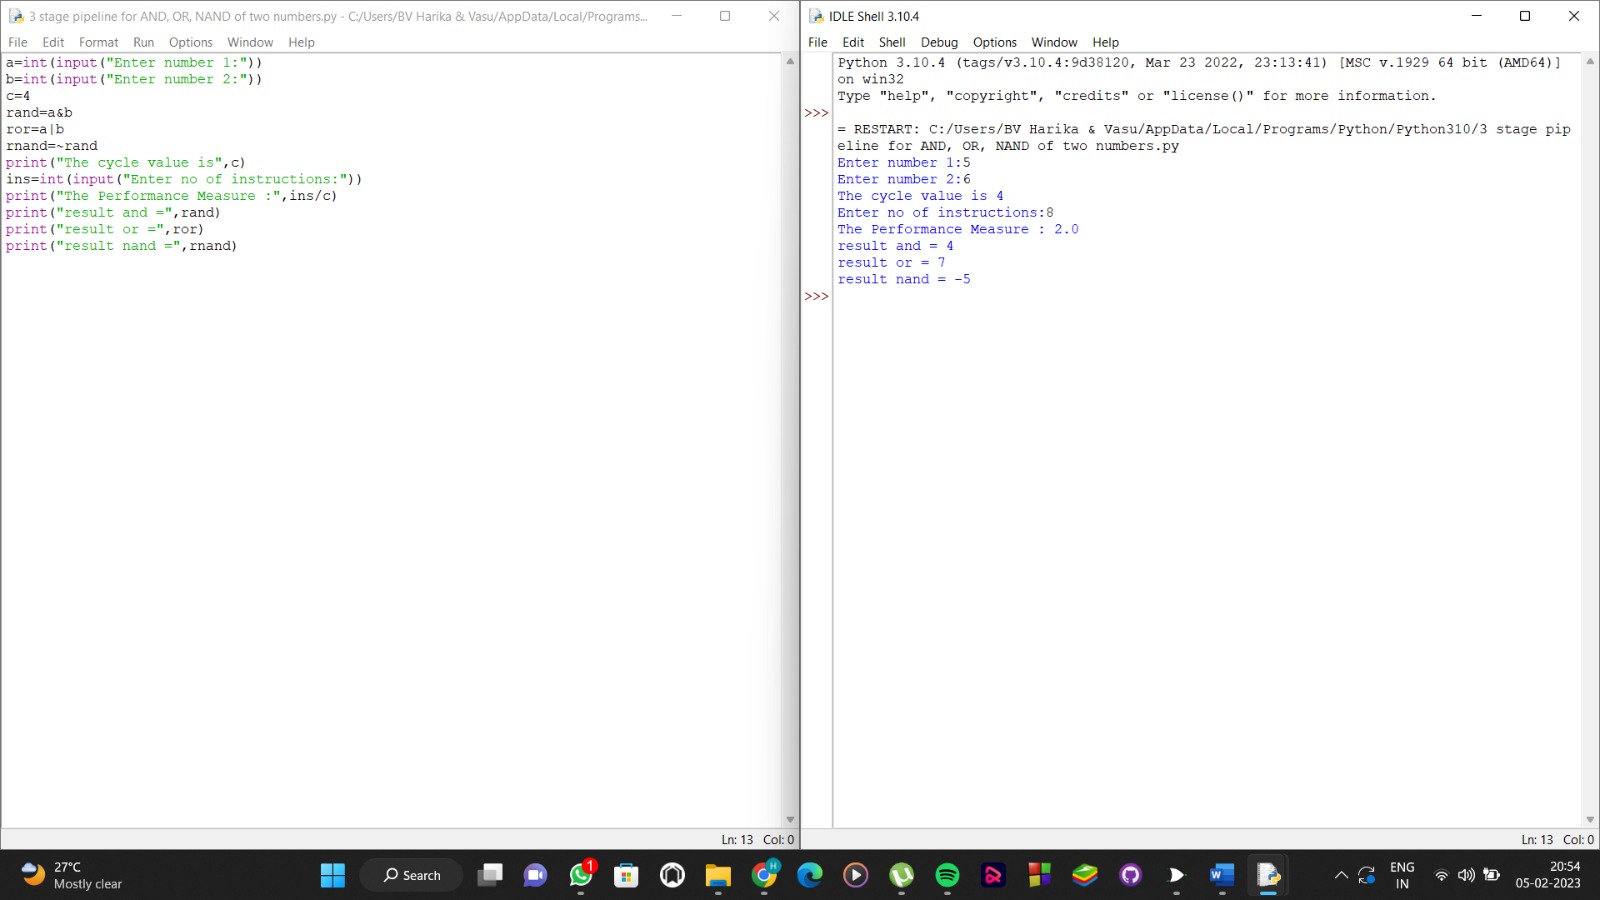 3 stage pipeline for AND, OR, NAND of two numbers.py - C:/Users/BV Harika & Vasu/AppData/Local/Programs...
File Edit Format Run Options Window Help
a=int(input("Enter number 1:"))
b=int(input("Enter number 2:"))
c=4
rand=a&b
ror=a|b
rnand=~rand
print("The cycle value is",c)
ins=int(input("Enter no of instructions:"))
print("The Performance Measure :",ins/c)
print("result and =",rand)
print("result or =",ror)
print("result nand =",rnand)
Ln: 13 Col: 0
IDLE Shell 3.10.4
File Edit Shell Debug Options Window Help
Python 3.10.4 (tags/v3.10.4:9d38120, Mar 23 2022, 23:13:41) [MSC v.1929 64 bit (AMD64)]
on win32
Type "help", "copyright", "credits" or "license()" for more information.
>>>
= RESTART: C:/Users/BV Harika & Vasu/AppData/Local/Programs/Python/Python310/3 stage pip
eline for AND, OR, NAND of two numbers.py
Enter number 1:5
Enter number 2:6
The cycle value is 4
Enter no of instructions:8
The Performance Measure : 2.0
result and = 4
result or = 7
result nand = -5
>>>
Ln: 13 Col: 0
27°C
Mostly clear
Search
1
H
W
ENG
IN
20:54
05-02-2023